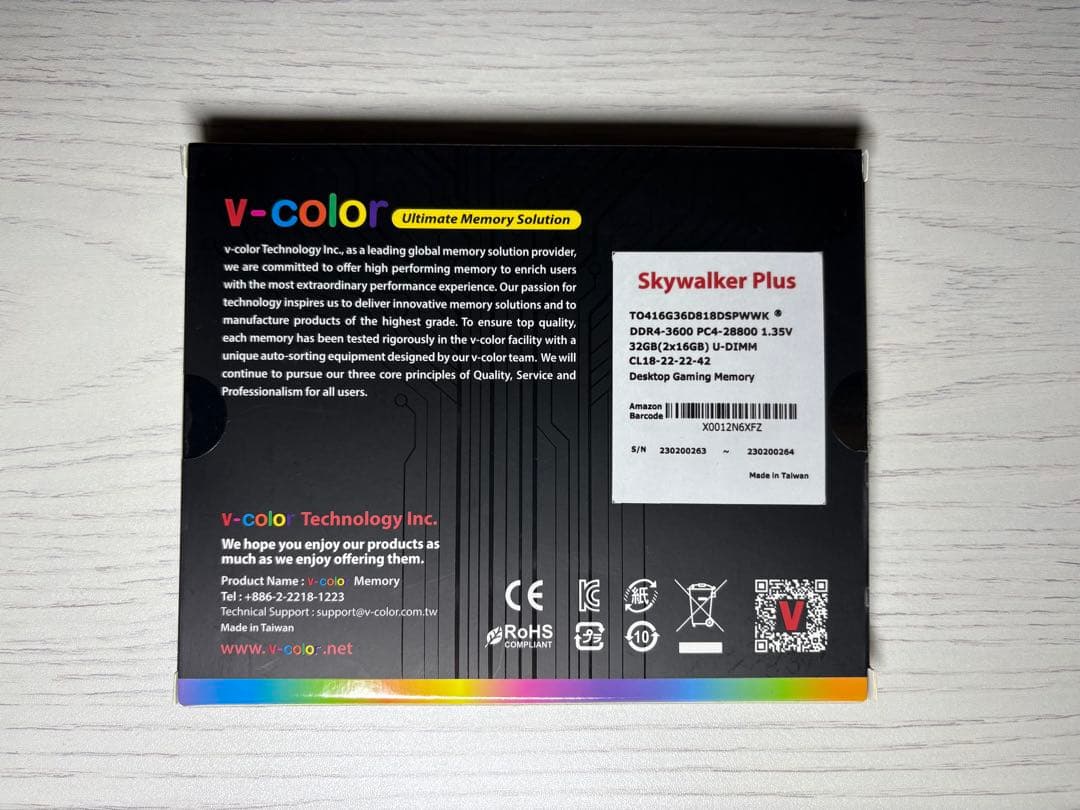 v-color Ultimate Memory Solution
v-color Technology Inc., as a leading global memory solution provider,
we are committed to offer high performing memory to enrich users
with the most extraordinary performance experience. Our passion for
technology inspires us to deliver innovative memory solutions and to
manufacture products of the highest grade. To ensure top quality,
each memory has been tested rigorously in the v-color facility with a
unique auto-sorting equipment designed by our v-color team. We will
continue to pursue our three core principles of Quality, Service and
Professionalism for all users.
Skywalker Plus
TO416G36D818DSPWWK ®
DDR4-3600 PC4-28800 1.35V
32GB(2x16GB) U-DIMM
CL18-22-22-42
Desktop Gaming Memory
Amazon
Barcode
X0012N6XFZ
S/N 230200263 ~ 230200264
Made in Taiwan
v-color Technology Inc.
We hope you enjoy our products as
much as we enjoy offering them.
Product Name : v-color Memory
Tel : +886-2-2218-1223
Technical Support : support@v-color.com.tw
Made in Taiwan
www.v-color.net
CE
紙
RoHS
COMPLIANT
10
V